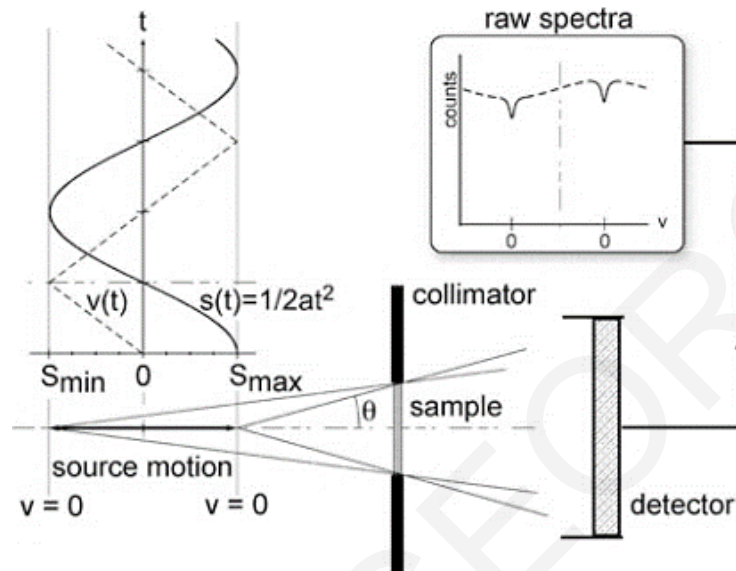 t
raw spectra
counts
v
0 0
v(t)
s(t)=1/2at²
collimator
Smin 0 Smax
θ
sample
source motion
v = 0 v = 0
detector